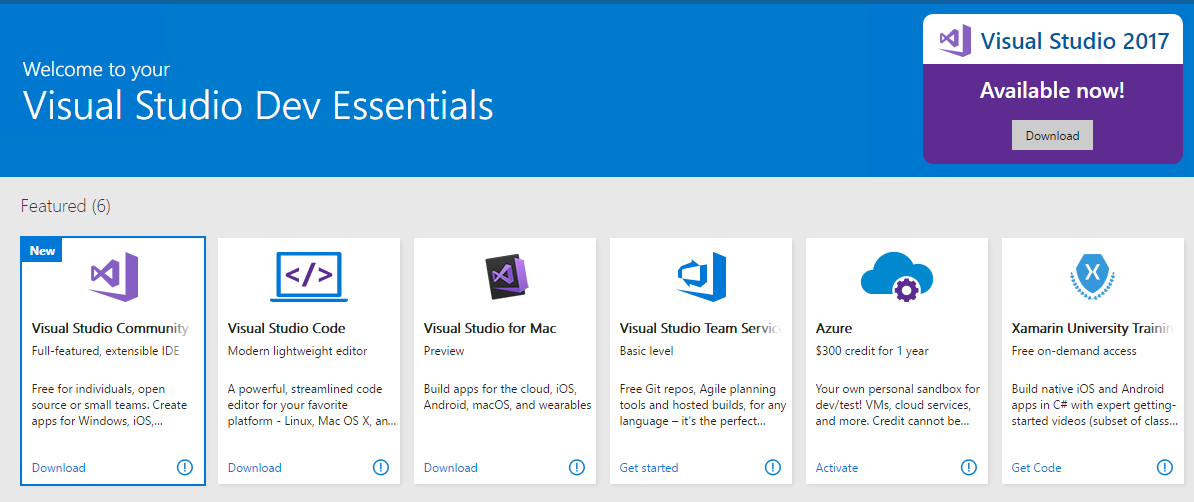 Welcome to your
Visual Studio Dev Essentials
Visual Studio 2017
Available now!
Download
Featured (6)
New
Visual Studio Community
Full-featured, extensible IDE
Free for individuals, open
source or small teams. Create
apps for Windows, iOS,...
Download
</>
Visual Studio Code
Modern lightweight editor
A powerful, streamlined code
editor for your favorite
platform - Linux, Mac OS X, an...
Download
Visual Studio for Mac
Preview
Build apps for the cloud, iOS,
Android, macOS, and wearables
Download
Visual Studio Team Servic
Basic level
Free Git repos, Agile planning
tools and hosted builds, for any
language – it's the perfect...
Get started
Azure
$300 credit for 1 year
Your own personal sandbox for
dev/test! VMs, cloud services,
and more. Credit cannot be...
Activate
X
Xamarin University Trainin
Free on-demand access
Build native iOS and Android
apps in C# with expert getting-
started videos (subset of class...
Get Code